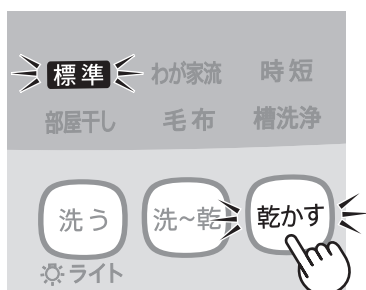 標準 わが家流 時短
部屋干し 毛布 槽洗浄
洗う 洗~乾 乾かす
ライト